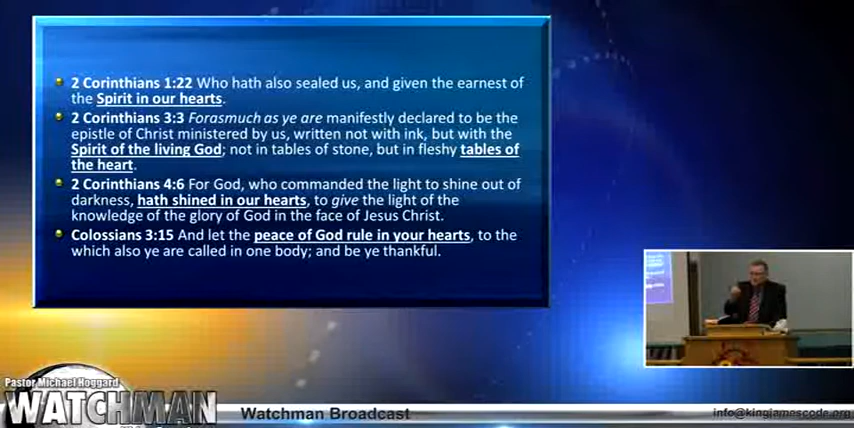 2 Corinthians 1:22 Who hath also sealed us, and given the earnest of
the Spirit in our hearts.
2 Corinthians 3:3 Forasmuch as ye are manifestly declared to be the
epistle of Christ ministered by us, written not with ink, but with the
Spirit of the living God; not in tables of stone, but in fleshy tables of
the heart.
2 Corinthians 4:6 For God, who commanded the light to shine out of
darkness, hath shined in our hearts, to give the light of the
knowledge of the glory of God in the face of Jesus Christ.
Colossians 3:15 And let the peace of God rule in your hearts, to the
which also ye are called in one body; and be ye thankful.
Pastor Michael Hoggard
WATCHMAN
Watchman Broadcast
info@kingjamescode.org